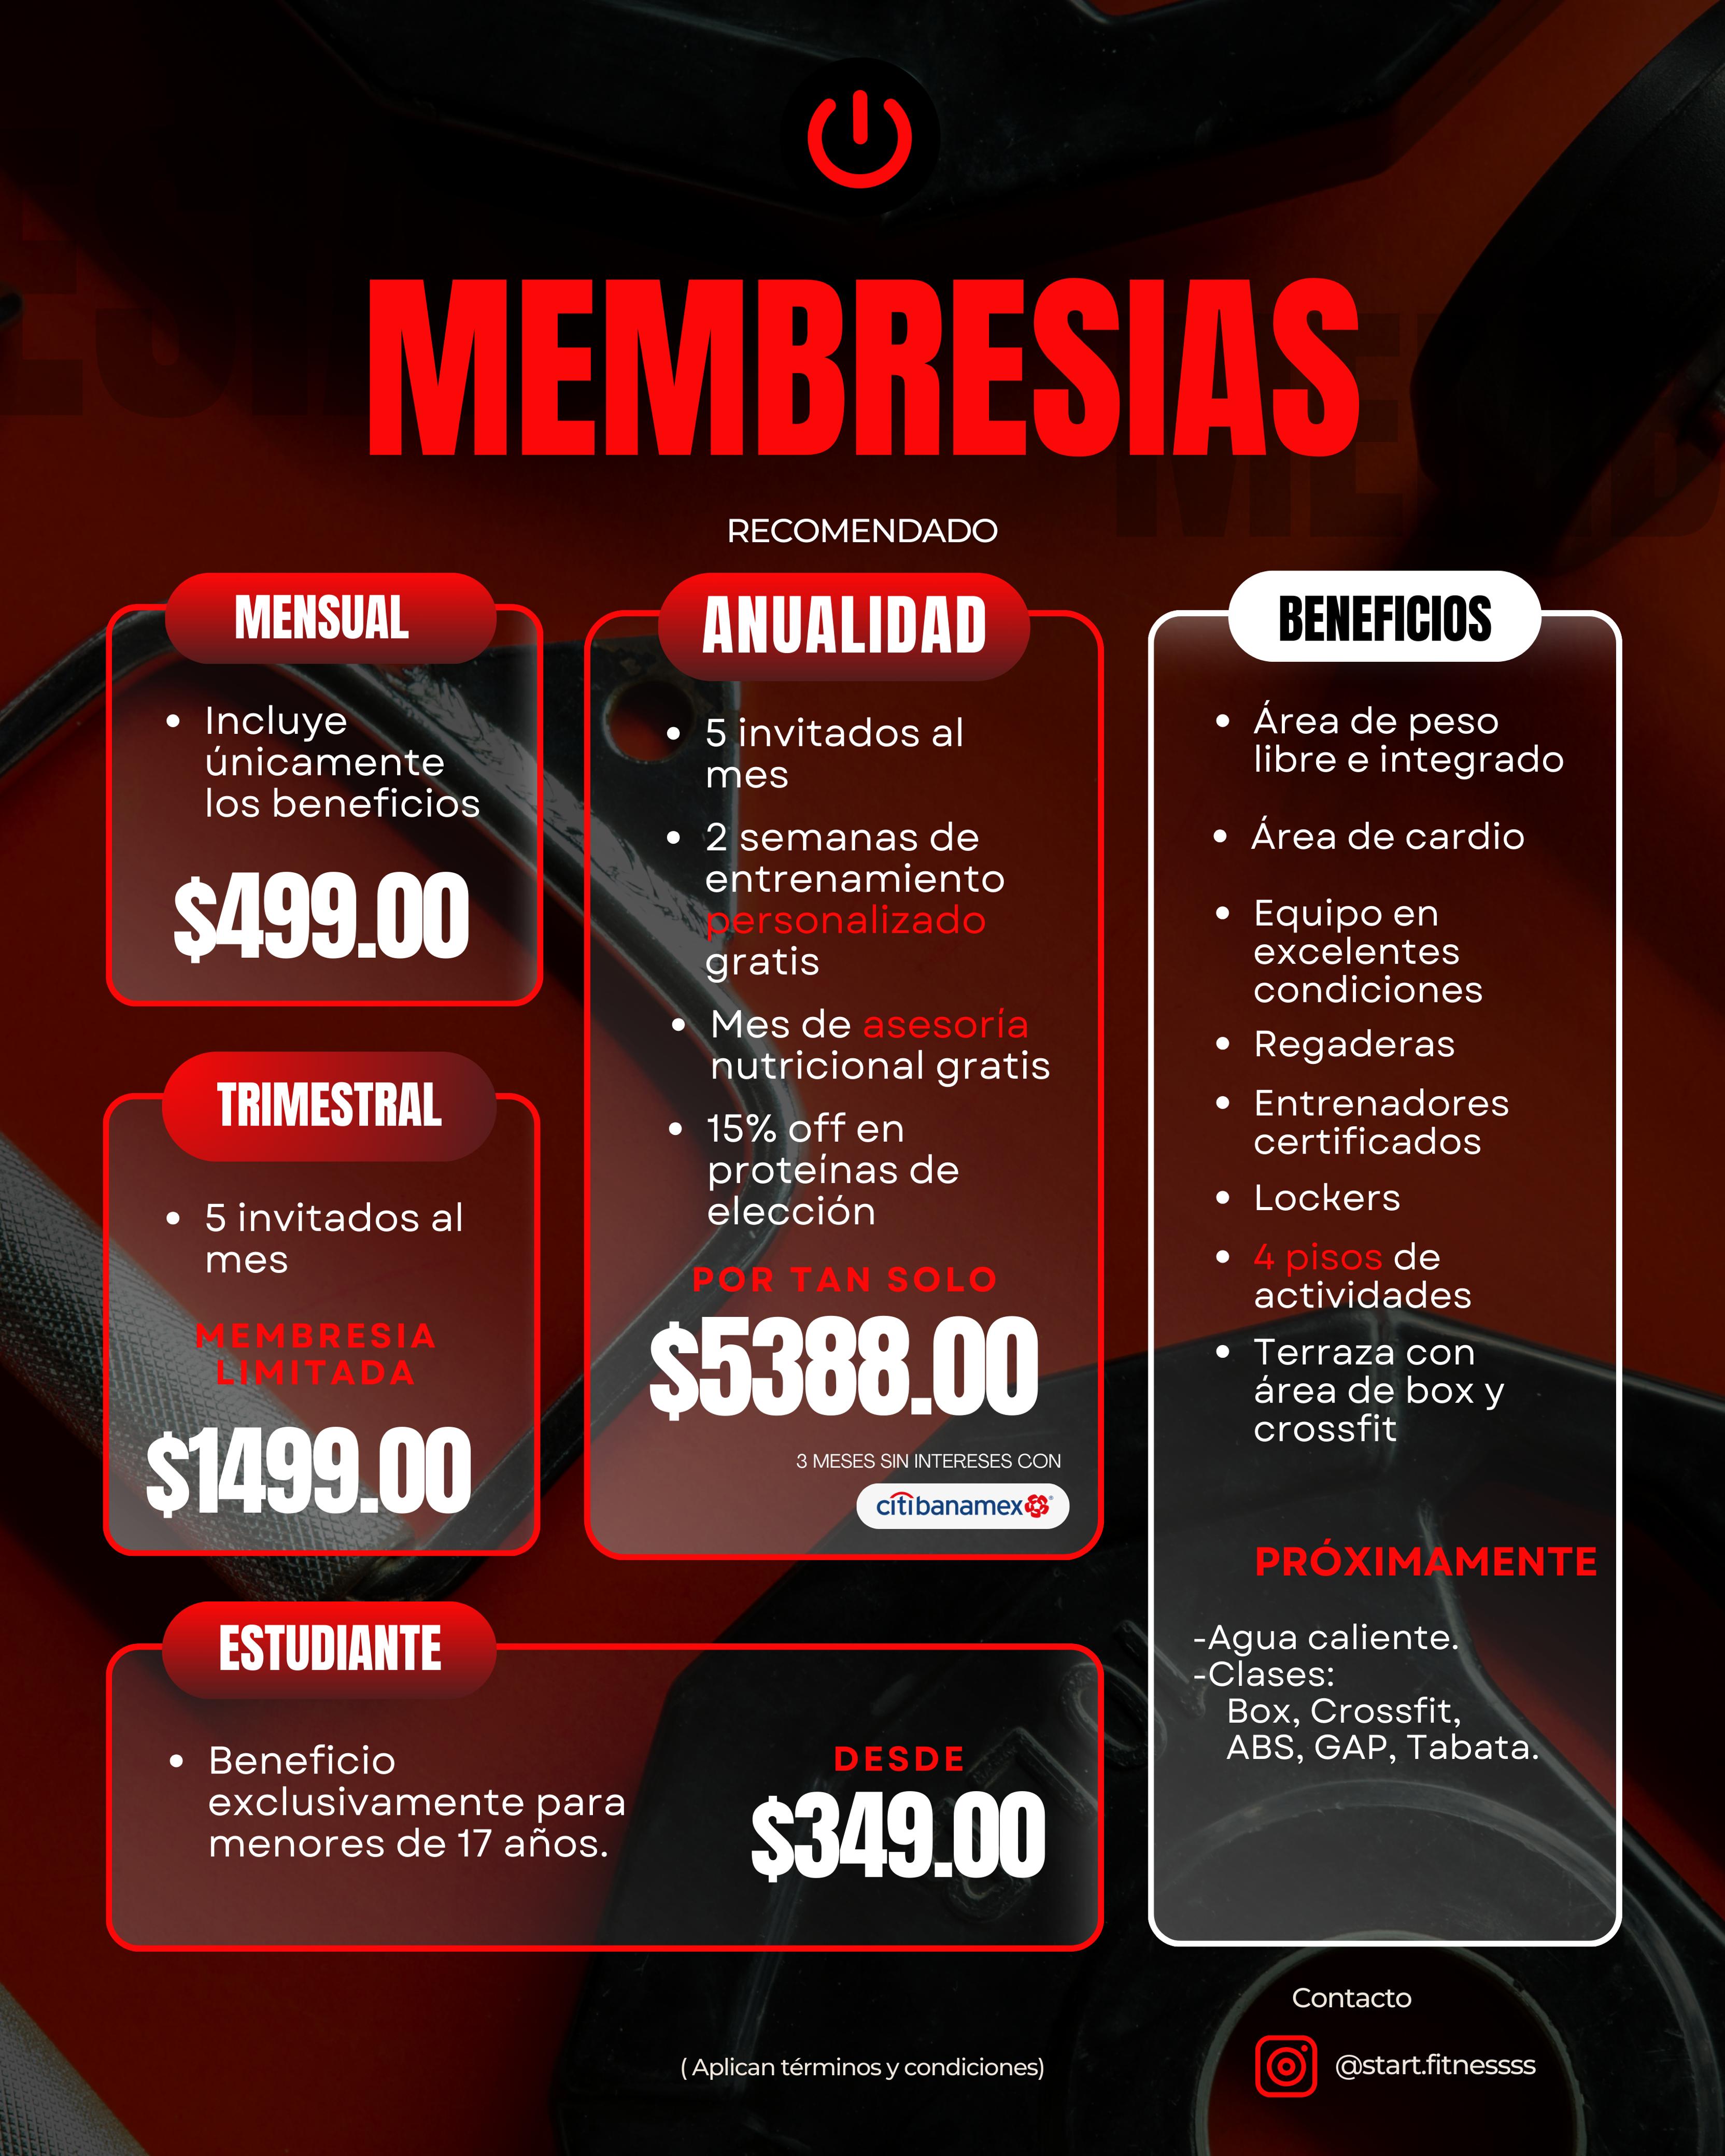 MEMBRESIAS
RECOMENDADO
MENSUAL
Incluye
únicamente
los beneficios
$499.00
TRIMESTRAL
5 invitados al
mes
MEMBRESIA
LIMITADA
$1499.00
ANUALIDAD
5 invitados al
mes
2 semanas de
entrenamiento
personalizado
gratis
Mes de asesoría
nutricional gratis
15% off en
proteínas de
elección
POR TAN SOLO
$5388.00
3 MESES SIN INTERESES CON
citibanamex
ESTUDIANTE
Beneficio
exclusivamente para
menores de 17 años.
DESDE
$349.00
BENEFICIOS
Área de peso
libre e integrado
Área de cardio
Equipo en
excelentes
condiciones
Regaderas
Entrenadores
certificados
Lockers
4 pisos de
actividades
Terraza con
área de box y
crossfit
PRÓXIMAMENTE
-Agua caliente.
-Clases:
Box, Crossfit,
ABS, GAP, Tabata.
( Aplican términos y condiciones)
Contacto
@start.fitnessss